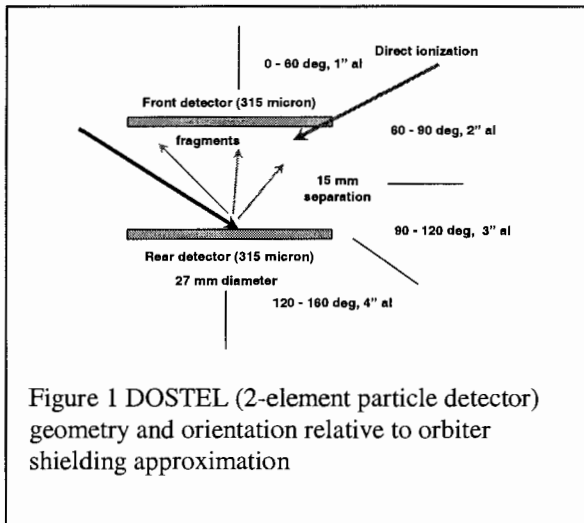 0 - 60 deg, 1" al
Direct ionization
Front detector (315 micron)
fragments
60 - 90 deg, 2" al
15 mm
separation
90 - 120 deg, 3" al
Rear detector (315 micron)
27 mm diameter
120 - 160 deg, 4" al
Figure 1 DOSTEL (2-element particle detector)
geometry and orientation relative to orbiter
shielding approximation